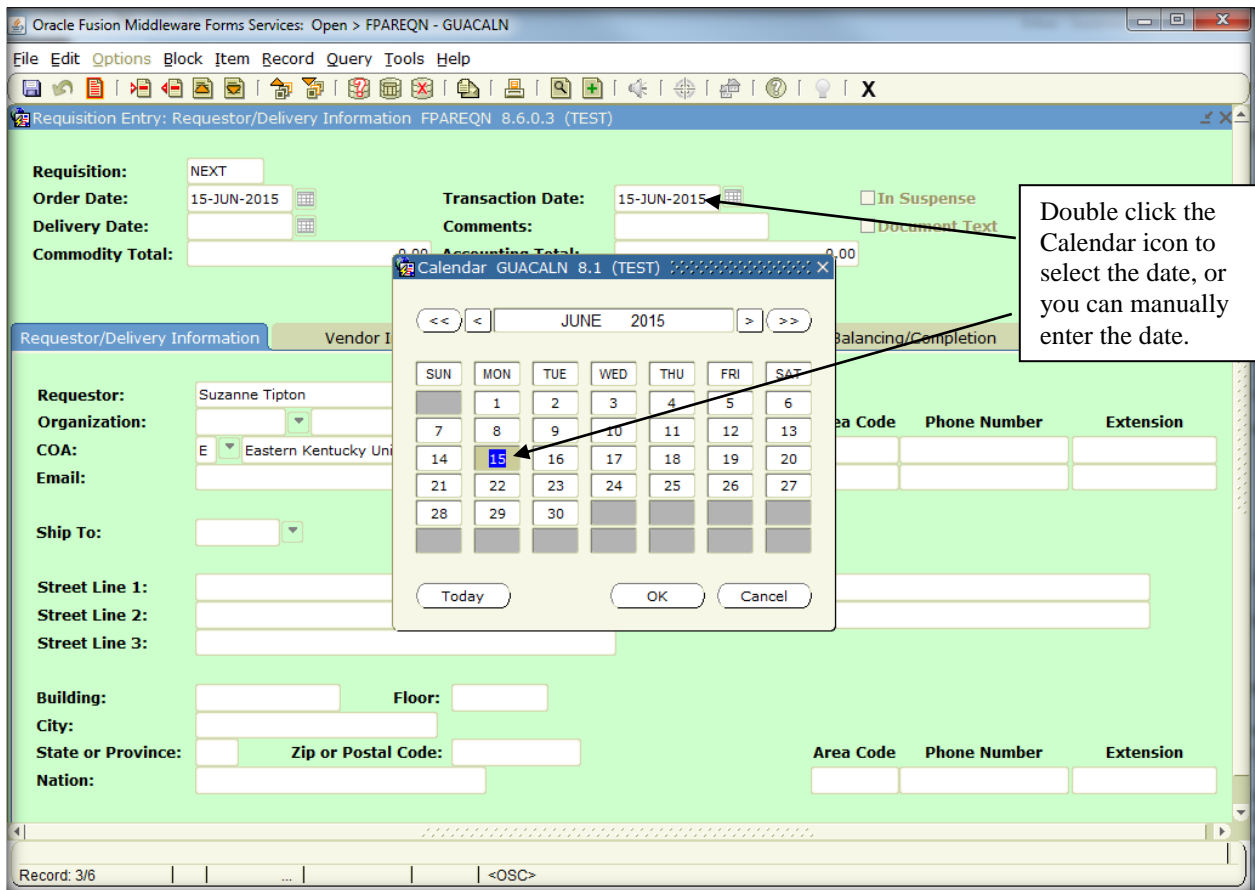 Oracle Fusion Middleware Forms Services: Open > FPAREQN - GUACALN
File Edit Options Block Item Record Query Tools Help
X
Requisition Entry: Requestor/Delivery Information FPAREQN 8.6.0.3 (TEST)
Requisition: NEXT
Order Date: 15-JUN-2015 Transaction Date: 15-JUN-2015 In Suspense
Delivery Date: Comments: Document Text
Commodity Total: 0.00 Accounting Total: 0.00
Double click the
Calendar icon to
select the date, or
you can manually
enter the date.
Calendar GUACALN 8.1 (TEST)
<< < JUNE 2015 > >>
Requestor/Delivery Information Vendor I Balancing/Completion
SUN MON TUE WED THU FRI SAT
1 2 3 4 5 6
7 8 9 10 11 12 13
14 15 16 17 18 19 20
21 22 23 24 25 26 27
28 29 30
Today OK Cancel
Requestor: Suzanne Tipton
Organization: ea Code Phone Number Extension
COA: E Eastern Kentucky Uni
Email:
Ship To:
Street Line 1:
Street Line 2:
Street Line 3:
Building: Floor:
City:
State or Province: Zip or Postal Code: Area Code Phone Number Extension
Nation:
Record: 3/6 ... <OSC>